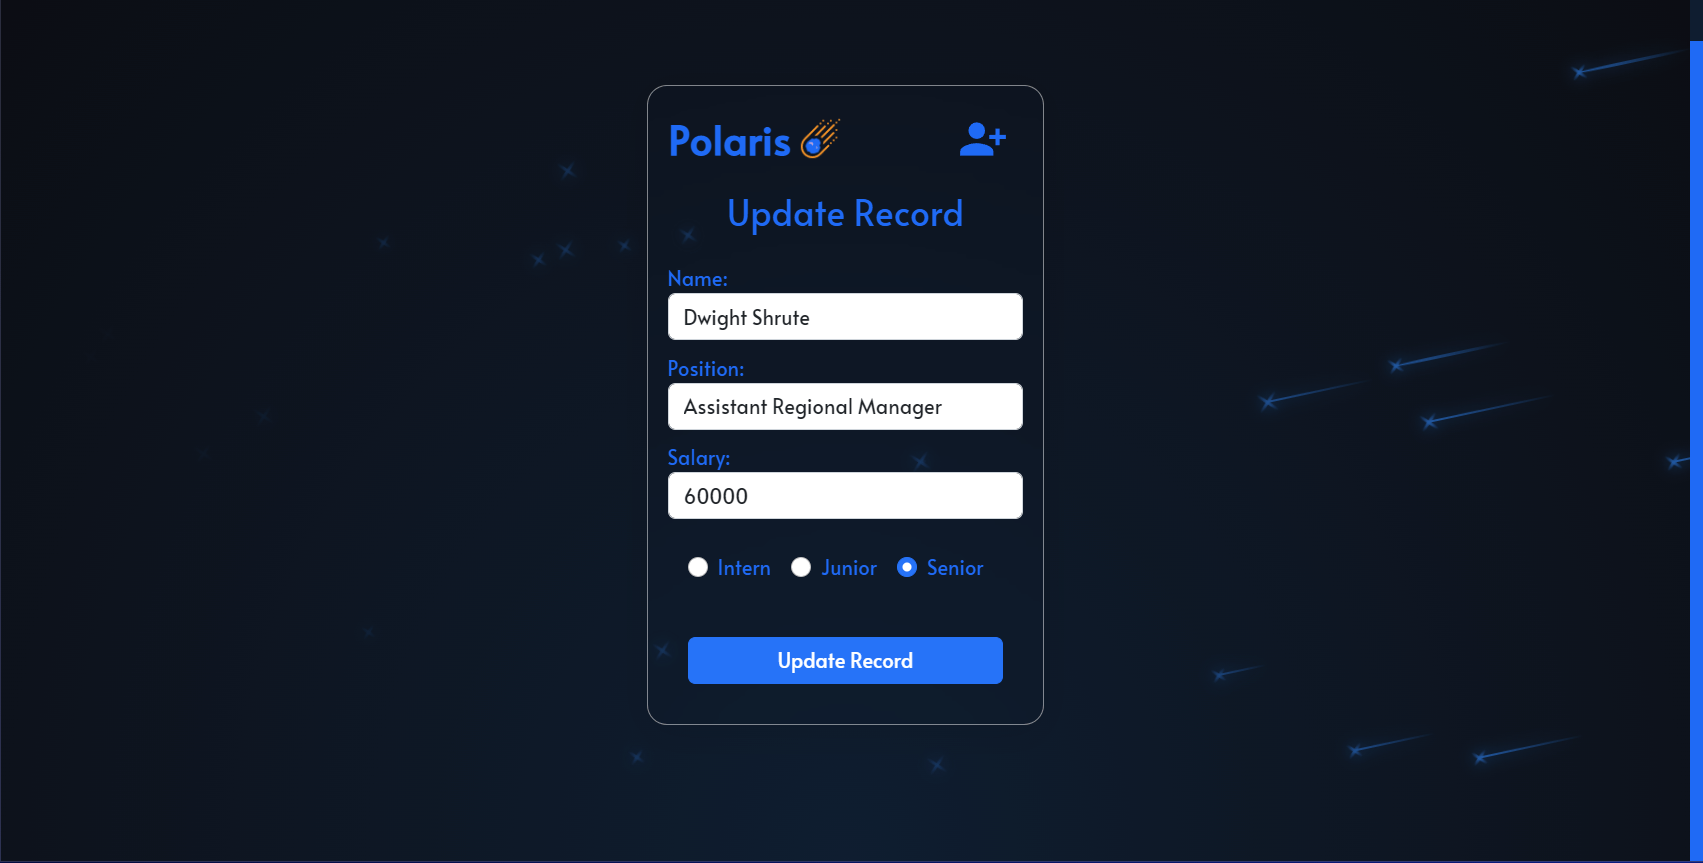 Polaris
Update Record
Name:
Dwight Shrute
Position:
Assistant Regional Manager
Salary:
60000
Intern Junior Senior
Update Record